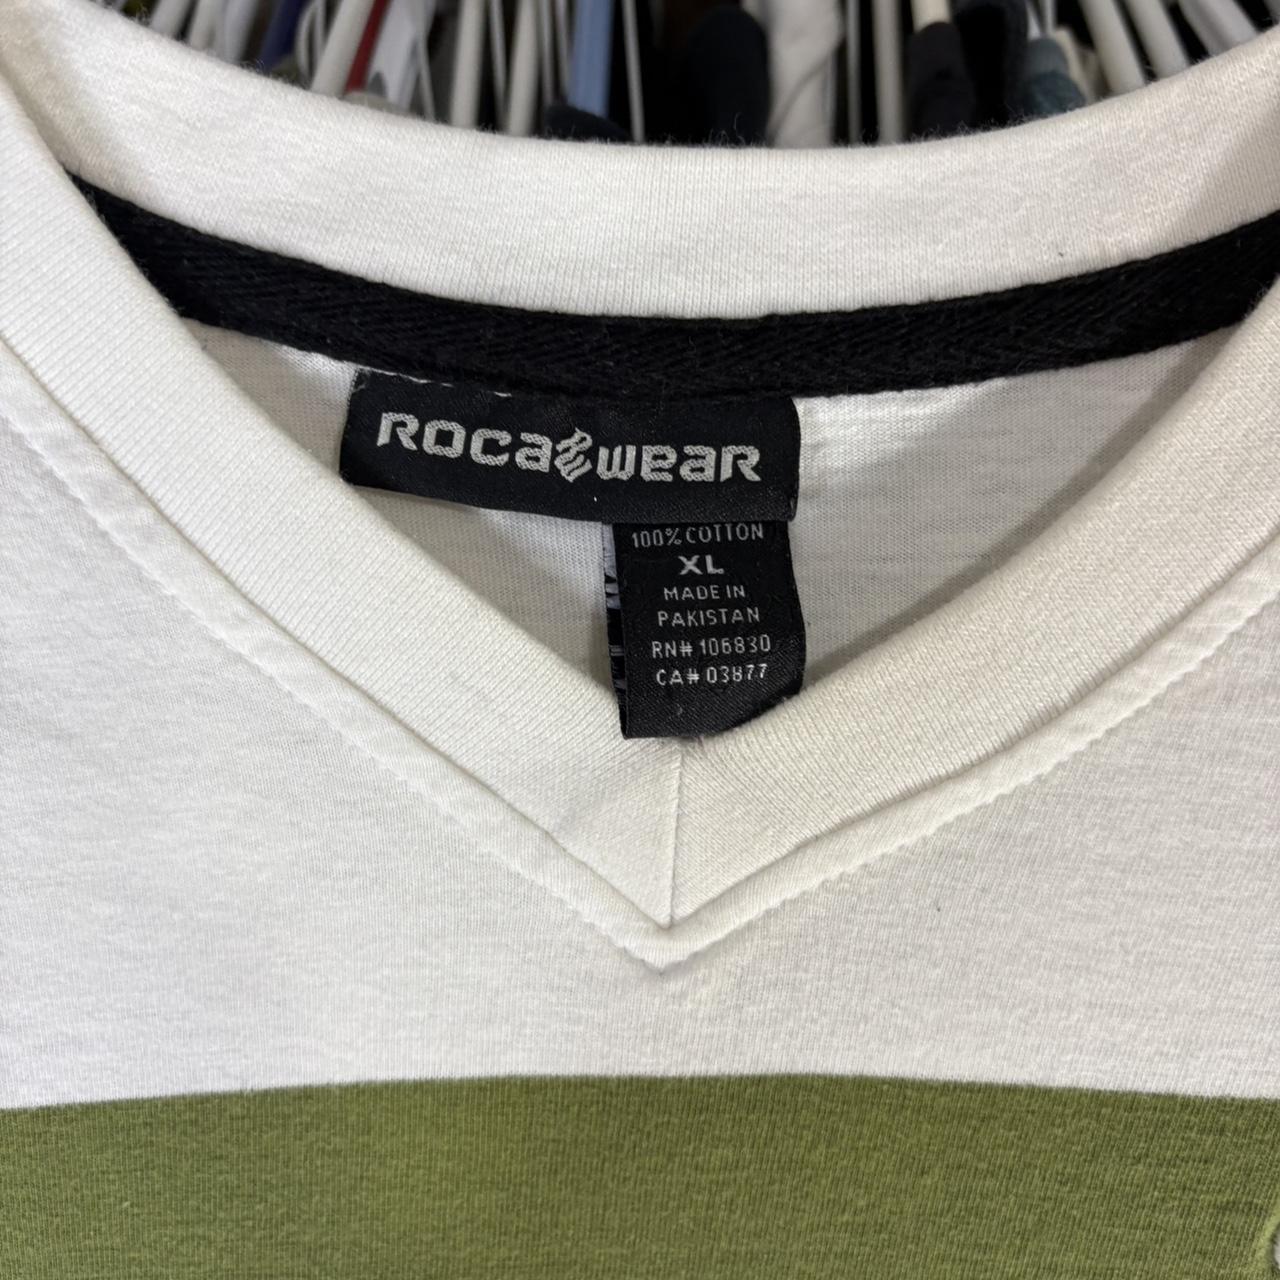 ROCAWEAR
100% COTTON
XL
MADE IN
PAKISTAN
RN# 106830
CA# 03877